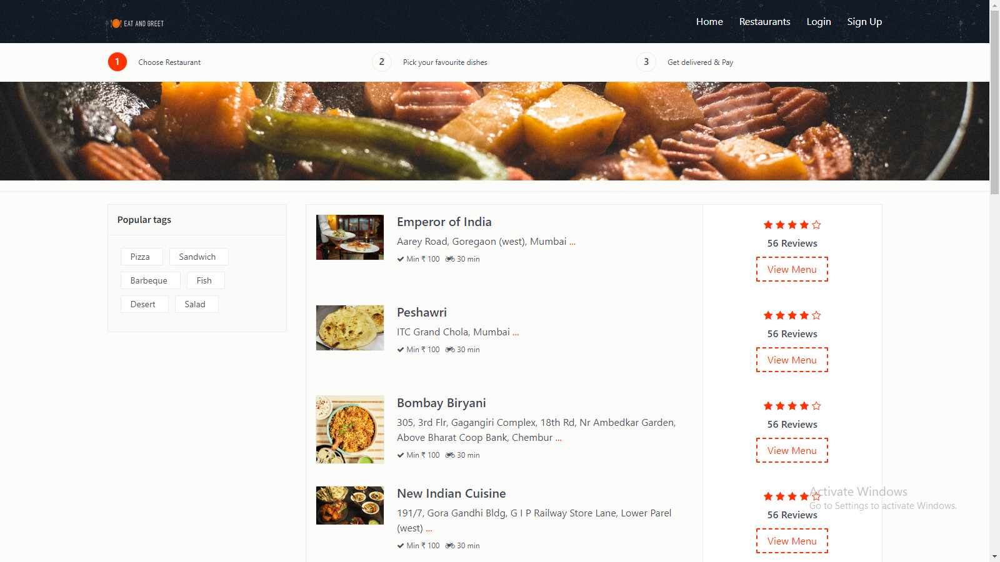 EAT AND GREET
Home Restaurants Login Sign Up
1 Choose Restaurant
2 Pick your favourite dishes
3 Get delivered & Pay
Popular tags
Pizza Sandwich
Barbeque Fish
Desert Salad
Emperor of India
Aarey Road, Goregaon (west), Mumbai ...
Min ₹ 100 30 min
56 Reviews
View Menu
Peshawri
ITC Grand Chola, Mumbai ...
Min ₹ 100 30 min
56 Reviews
View Menu
Bombay Biryani
305, 3rd Flr, Gagangiri Complex, 18th Rd, Nr Ambedkar Garden,
Above Bharat Coop Bank, Chembur ...
Min ₹ 100 30 min
56 Reviews
View Menu
New Indian Cuisine
191/7, Gora Gandhi Bldg, G I P Railway Store Lane, Lower Parel
(west) ...
Min ₹ 100 30 min
56 Reviews
View Menu
Activate Windows
Go to Settings to activate Windows.